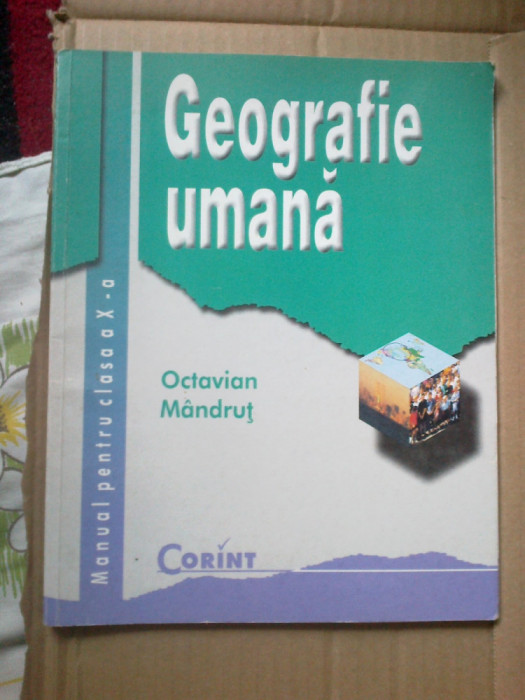 Geografie
umană
Octavian
Mândruţ
Manual pentru clasa a X-a
CORINT